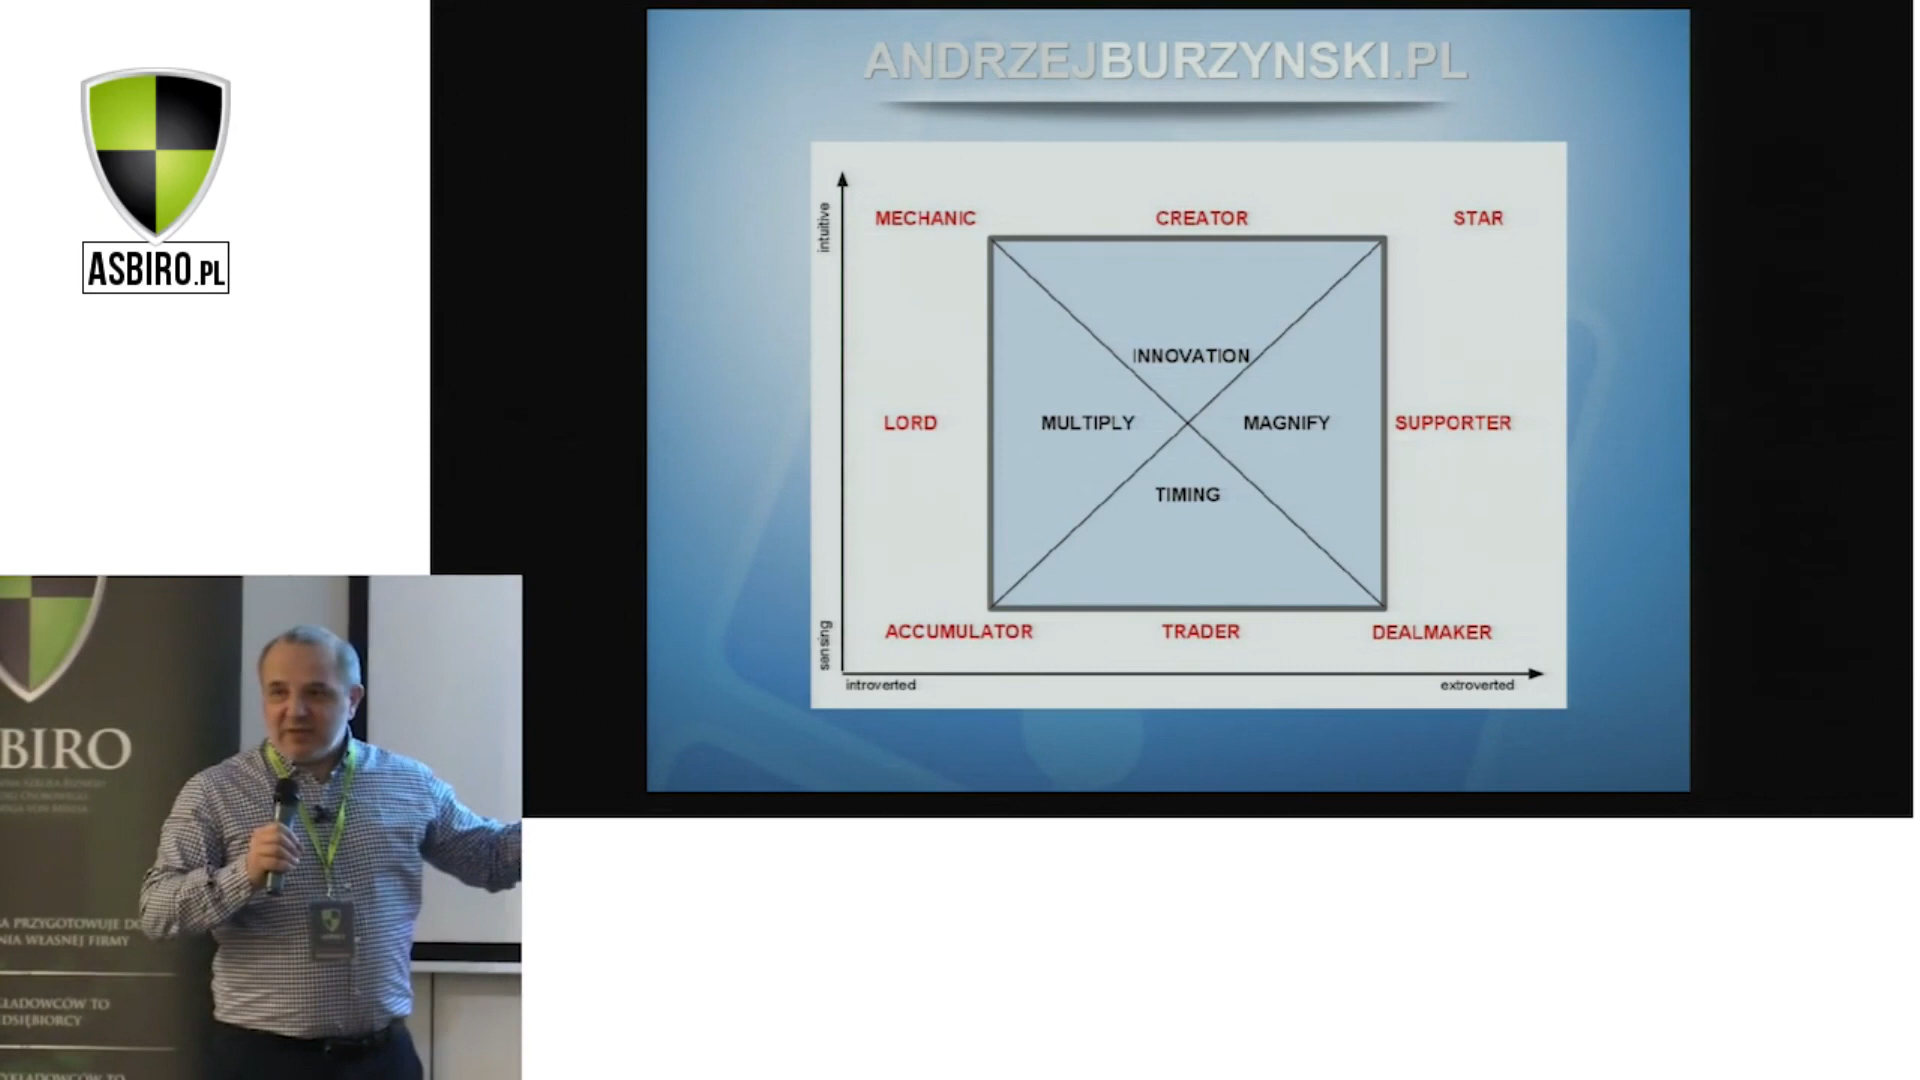 ASBIRO.PL
ANDRZEJBURZYNSKI.PL
intuitive
MECHANIC
CREATOR
STAR
INNOVATION
LORD
MULTIPLY
MAGNIFY
SUPPORTER
TIMING
sensing
ACCUMULATOR
TRADER
DEALMAKER
introverted
extroverted
BIRO
A PRZYGOTOWUJE DO
NIA WŁASNEJ FIRMY
ŁADOWCÓW TO
DSIĘBIORCY